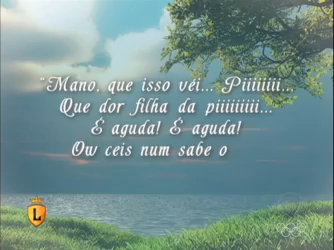 "Mano, que isso véi... Piiiiiii...
Que dor filha da piiiiiiii...
É aguda! É aguda!
Ow ceis num sabe o
L